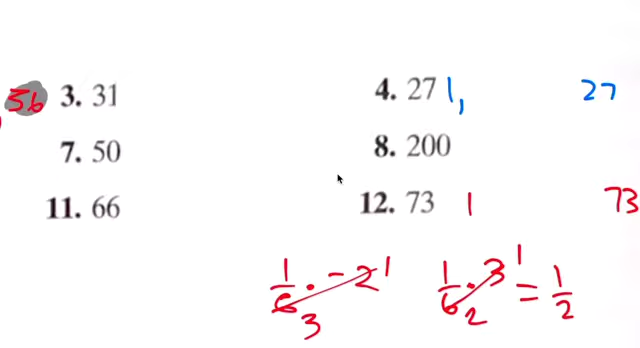 36 3. 31 4. 27 1, 27
7. 50 8. 200
11. 66 12. 73 1 73
1/6 · -2 1 3
1/6 · 3 1 2 = 1/2